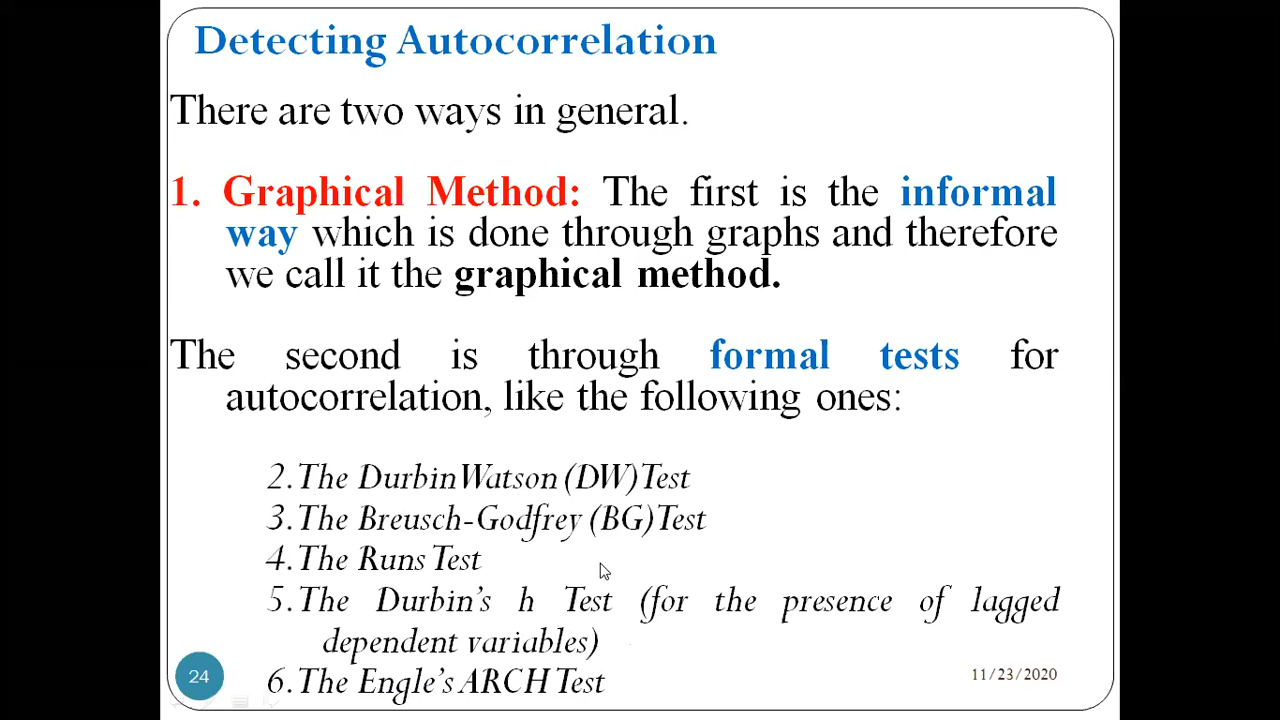 Detecting Autocorrelation
There are two ways in general.
1. Graphical Method: The first is the informal
way which is done through graphs and therefore
we call it the graphical method.
The second is through formal tests for
autocorrelation, like the following ones:
2. The Durbin Watson (DW) Test
3. The Breusch-Godfrey (BG) Test
4. The Runs Test
5. The Durbin's h Test (for the presence of lagged
dependent variables)
6. The Engle's ARCH Test
24
11/23/2020